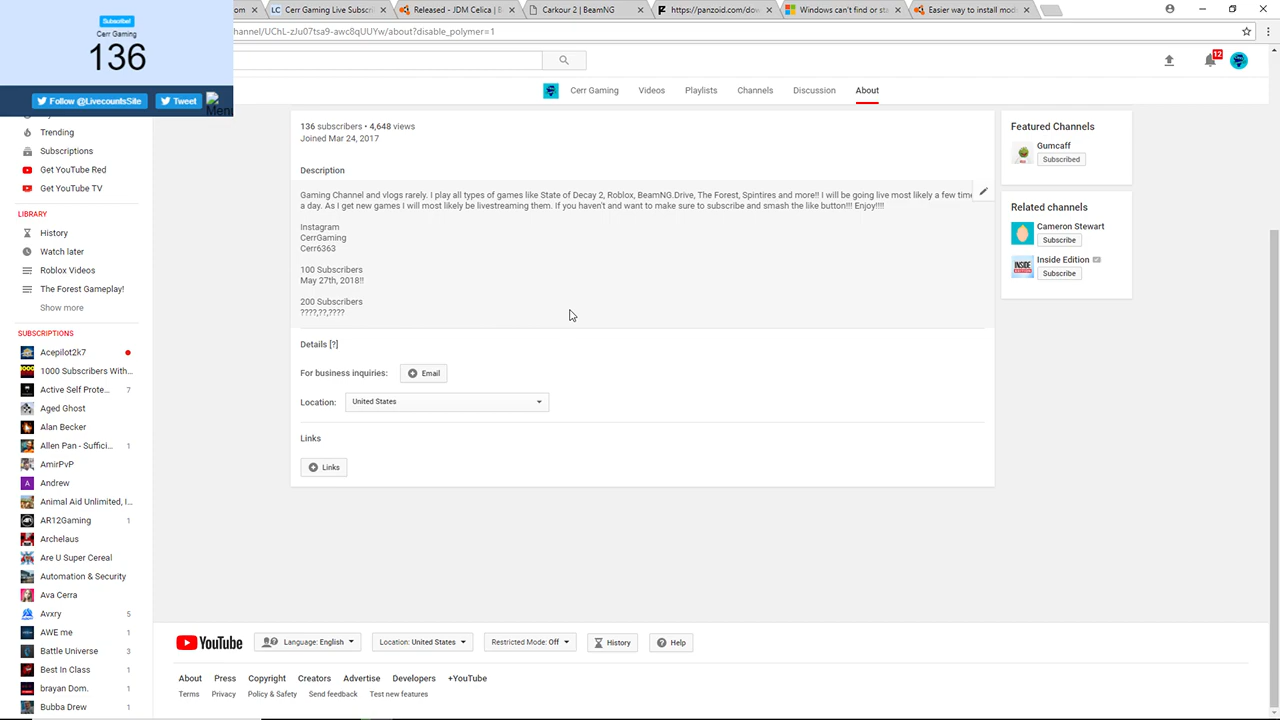 Subscribe!
Cerr Gaming
136
Follow @LivecountsSite
Tweet
om
Cerr Gaming Live Subscri
Released - JDM Celica | B
Carkour 2 | BeamNG
https://panzoid.com/dow
Windows can't find or sta
Easier way to install mod
hannel/UChL-zJu07tsa9-awc8qUUYw/about?disable_polymer=1
12
Cerr Gaming
Videos
Playlists
Channels
Discussion
About
Trending
Subscriptions
Get YouTube Red
Get YouTube TV
LIBRARY
History
Watch later
Roblox Videos
The Forest Gameplay!
Show more
SUBSCRIPTIONS
Acepilot2k7
1000 Subscribers With...
Active Self Prote... 7
Aged Ghost
Alan Becker
Allen Pan - Suffici... 1
AmirPvP
Andrew
Animal Aid Unlimited, I...
AR12Gaming 1
Archelaus
Are U Super Cereal
Automation & Security
Ava Cerra
Avxry 5
AWE me 1
Battle Universe 3
Best In Class 1
brayan Dom. 1
Bubba Drew 1
136 subscribers • 4,648 views
Joined Mar 24, 2017
Description
Gaming Channel and vlogs rarely. I play all types of games like State of Decay 2, Roblox, BeamNG.Drive, The Forest, Spintires and more!! I will be going live most likely a few time
a day. As I get new games I will most likely be livestreaming them. If you haven't and want to make sure to subscribe and smash the like button!!! Enjoy!!!!
Instagram
CerrGaming
Cerr6363
100 Subscribers
May 27th, 2018!!
200 Subscribers
????,??,????
Details [?]
For business inquiries:
Email
Location:
United States
Links
Links
Featured Channels
Gumcaff
Subscribed
Related channels
Cameron Stewart
Subscribe
Inside Edition
Subscribe
YouTube
Language: English
Location: United States
Restricted Mode: Off
History
Help
About Press Copyright Creators Advertise Developers +YouTube
Terms Privacy Policy & Safety Send feedback Test new features